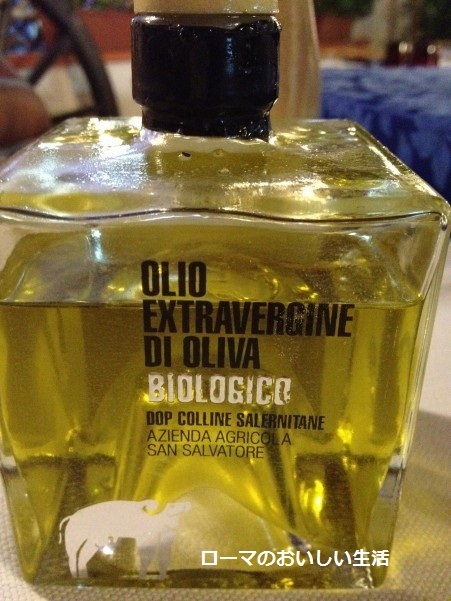 OLIO
EXTRAVERGINE
DI OLIVA
BIOLOGICO
DOP COLLINE SALERNITANE
AZIENDA AGRICOLA
SAN SALVATORE
ローマのおいしい生活